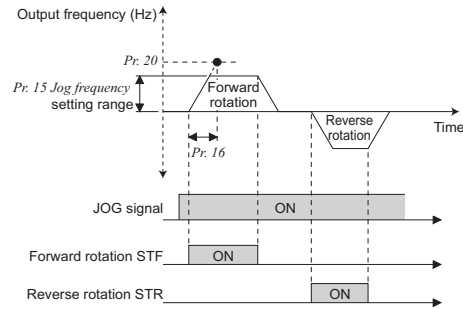 Output frequency (Hz)
Pr. 20
Pr. 15 Jog frequency
setting range
Forward
rotation
Reverse
rotation
Time
Pr. 16
JOG signal
ON
Forward rotation STF
ON
Reverse rotation STR
ON